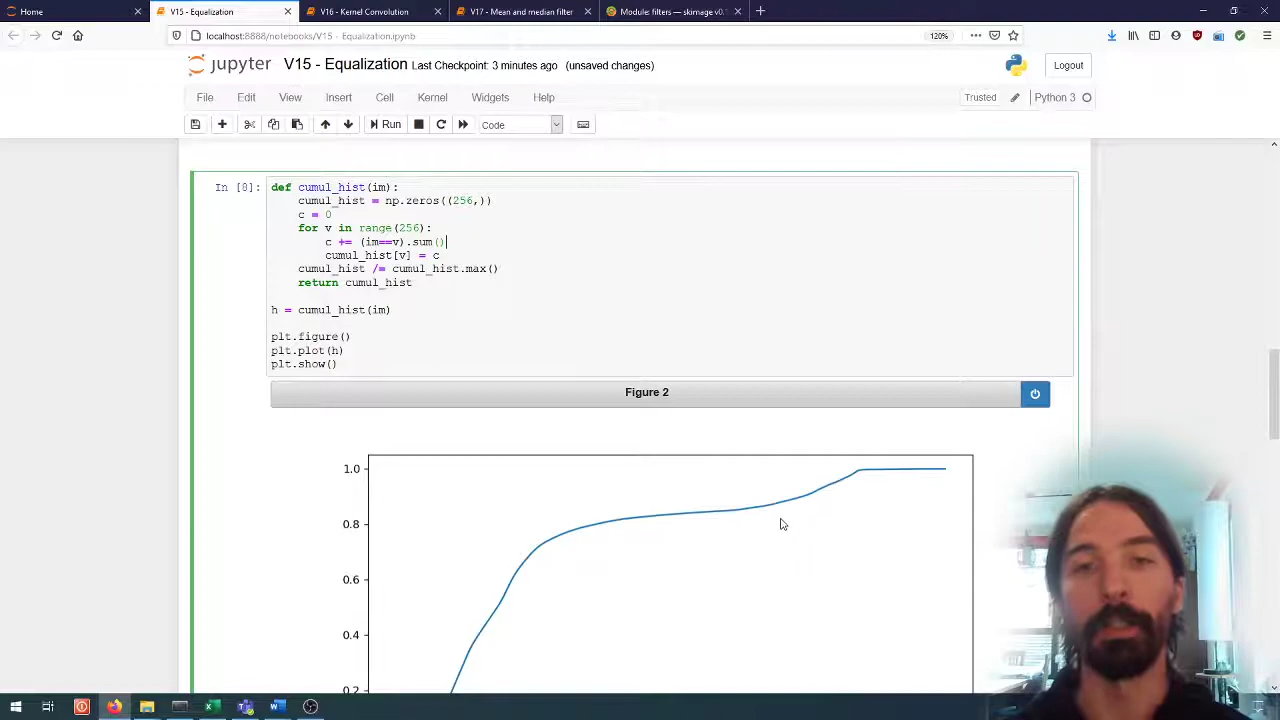 Home
V15 - Equalization
V16 - Kernel Convolution
V17 - Mean and median filter
Module: filters — skimage v0.1
localhost:8888/notebooks/V15 - Equalization.ipynb
120%
jupyter V15 - Equalization Last Checkpoint: 3 minutes ago (unsaved changes)
Logout
File Edit View Insert Cell Kernel Widgets Help
Trusted
Python 3
Run
Code
In [8]:
def cumul_hist(im):
cumul_hist = np.zeros((256,))
c = 0
for v in range(256):
c += (im==v).sum()
cumul_hist[v] = c
cumul_hist /= cumul_hist.max()
return cumul_hist
h = cumul_hist(im)
plt.figure()
plt.plot(h)
plt.show()
Figure 2
1.0
0.8
0.6
0.4
0.2